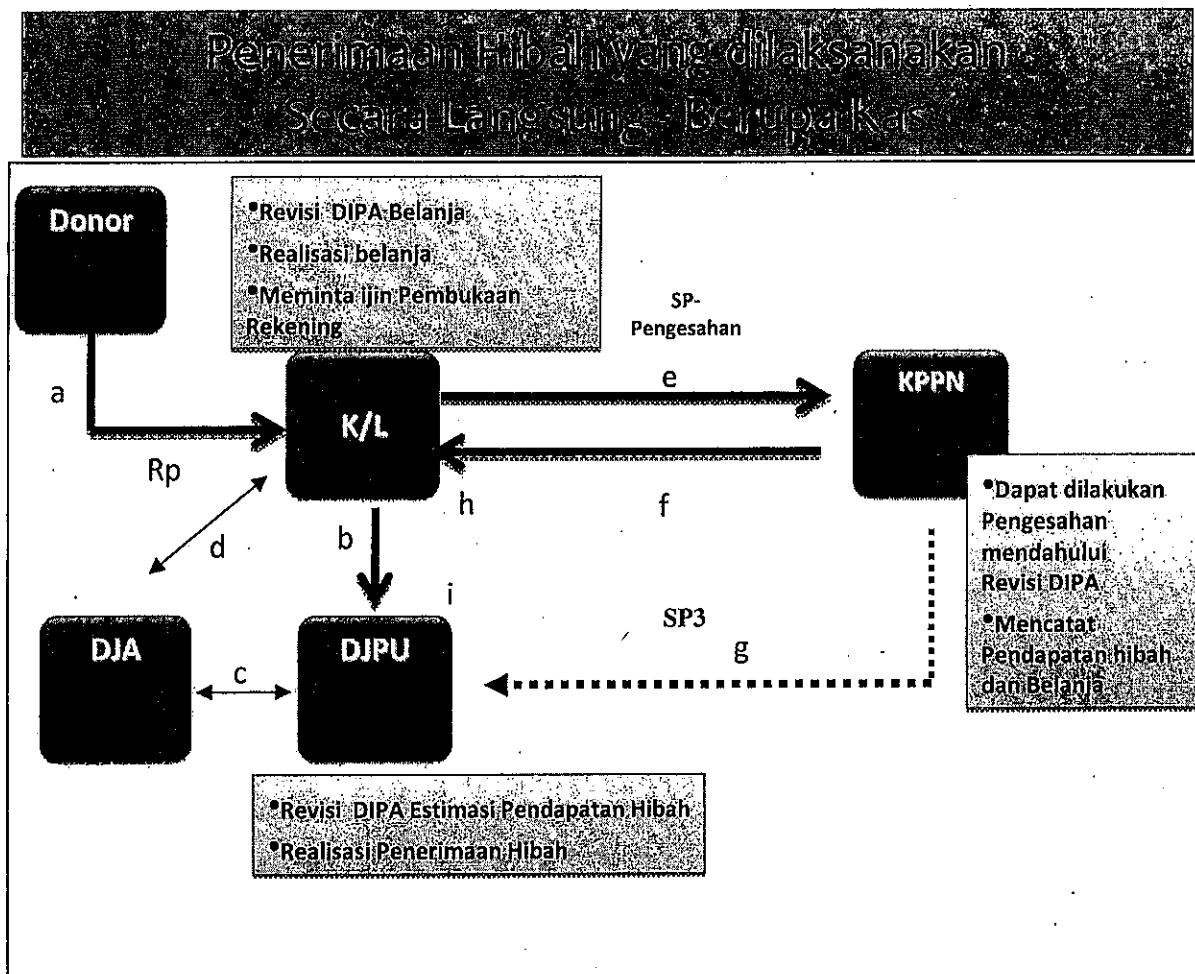 Penerimaan Hibah yang dilaksanakan
Secara Langsung - Berupa Kas
Donor
•Revisi DIPA Belanja
•Realisasi belanja
•Meminta ijin Pembukaan
Rekening
SP-
Pengesahan
a
e
KPPN
K/L
Rp
h
f
•Dapat dilakukan
Pengesahan
mendahului
Revisi DIPA
•Mencatat
Pendapatan hibah
dan Belanja
d
b
i
DJA
DJPU
SP3
g
c
•Revisi DIPA Estimasi Pendapatan Hibah
•Realisasi Penerimaan Hibah